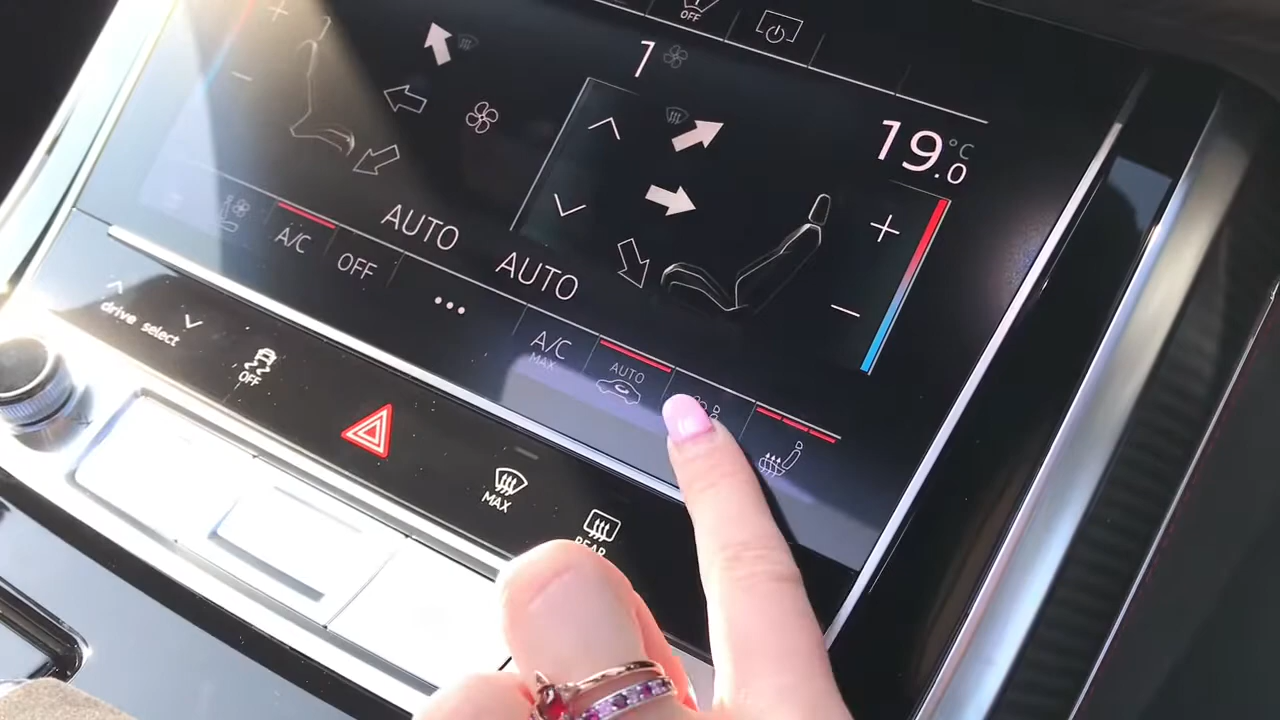 OFF
1
19.0 °C
AUTO
AUTO
A/C
OFF
A/C
MAX
AUTO
drive select
OFF
MAX
REAR